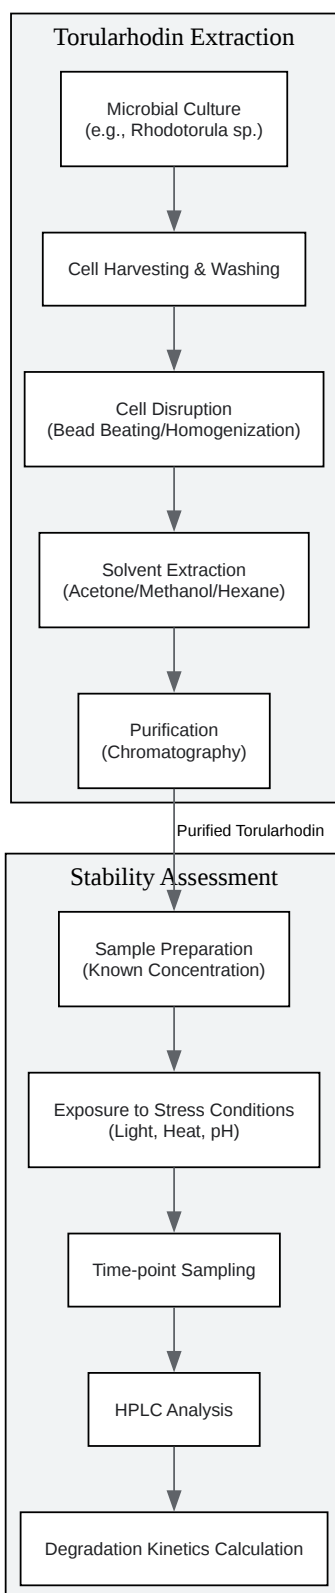 Torularhodin Extraction
Microbial Culture
(e.g., Rhodotorula sp.)
Cell Harvesting & Washing
Cell Disruption
(Bead Beating/Homogenization)
Solvent Extraction
(Acetone/Methanol/Hexane)
Purification
(Chromatography)
Purified Torularhodin
Stability Assessment
Sample Preparation
(Known Concentration)
Exposure to Stress Conditions
(Light, Heat, pH)
Time-point Sampling
HPLC Analysis
Degradation Kinetics Calculation